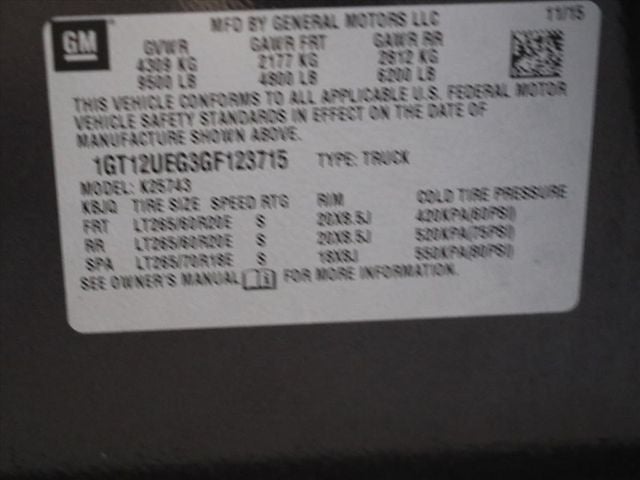 GM
MFD BY GENERAL MOTORS LLC 11/15
GVWR GAWR FRT GAWR RR
4309 KG 2177 KG 2812 KG
9500 LB 4800 LB 6200 LB
THIS VEHICLE CONFORMS TO ALL APPLICABLE U.S. FEDERAL MOTOR
VEHICLE SAFETY STANDARDS IN EFFECT ON THE DATE OF
MANUFACTURE SHOWN ABOVE.
1GT12UEG3GF123715 TYPE: TRUCK
MODEL: K25743
KBJQ TIRE SIZE SPEED RTG RIM COLD TIRE PRESSURE
FRT LT265/60R20E S 20X8.5J 420KPA(60PSI)
RR LT265/60R20E S 20X8.5J 520KPA(75PSI)
SPA LT265/70R18E S 18X8J 550KPA(80PSI)
SEE OWNER'S MANUAL FOR MORE INFORMATION.